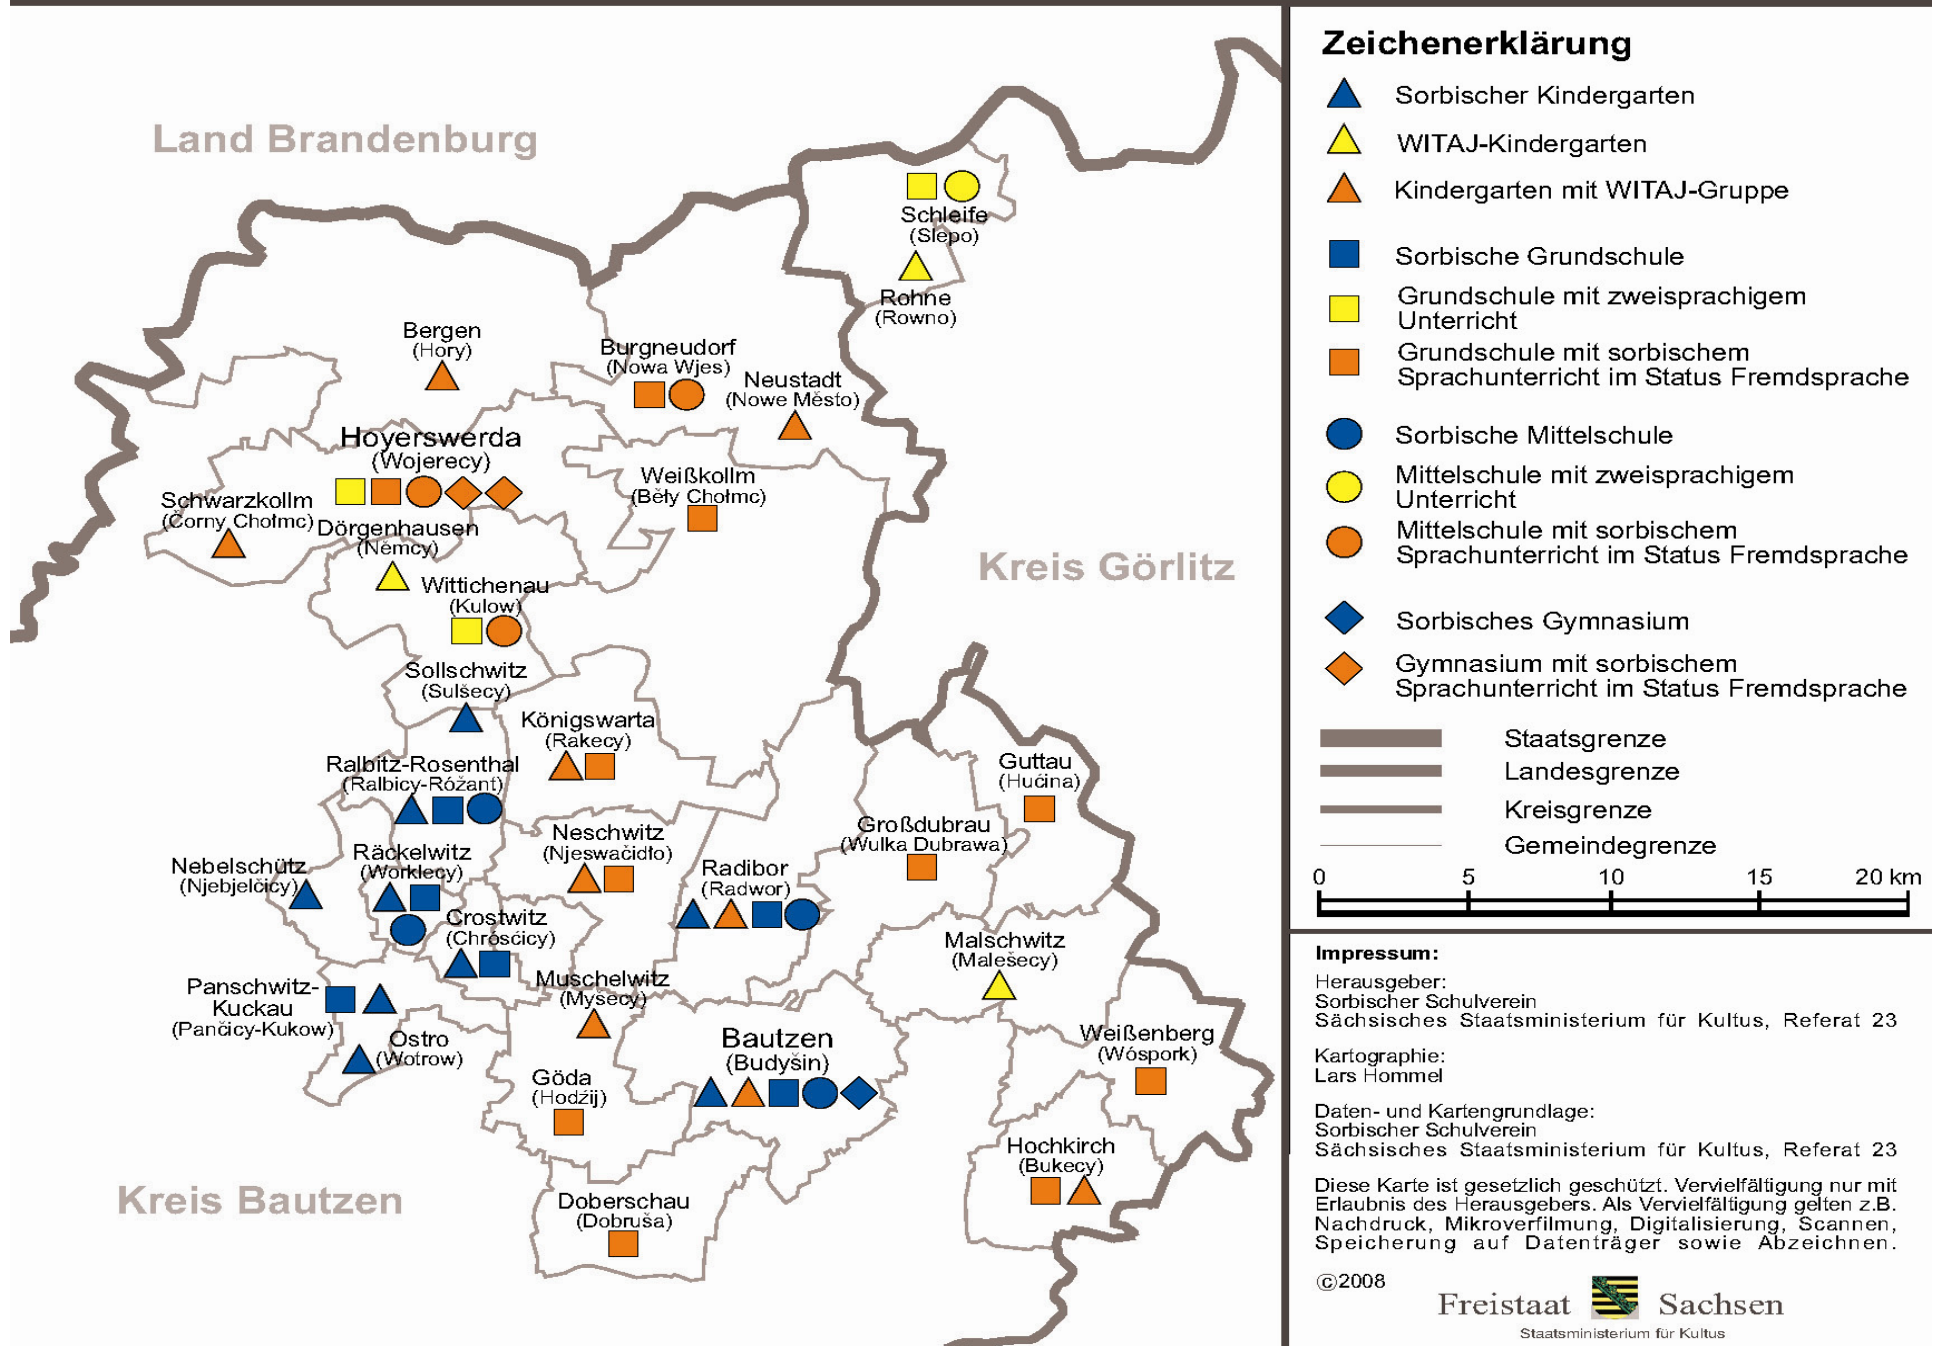 Land Brandenburg
Schleife
(Slepo)
Rohne
(Rowno)
Bergen
(Hory)
Burgneudorf
(Nowa Wjes)
Neustadt
(Nowe Město)
Hoyerswerda
(Wojerecy)
Weißkollm
(Běły Chołmc)
Schwarzkollm
(Čorny Chołmc)
Dörgenhausen
(Němcy)
Wittichenau
(Kulow)
Kreis Görlitz
Sollschwitz
(Sulšecy)
Königswarta
(Rakecy)
Ralbitz-Rosenthal
(Ralbicy-Róžant)
Guttau
(Hućina)
Großdubrau
(Wulka Dubrawa)
Neschwitz
(Njeswačidło)
Nebelschütz
(Njebjelčicy)
Räckelwitz
(Worklecy)
Radibor
(Radwor)
Crostwitz
(Chrósćicy)
Malschwitz
(Malešecy)
Muschelwitz
(Myšecy)
Panschwitz-
Kuckau
(Pančicy-Kukow)
Ostro
(Wotrow)
Bautzen
(Budyšin)
Weißenberg
(Wóspork)
Göda
(Hodźij)
Hochkirch
(Bukecy)
Kreis Bautzen
Doberschau
(Dobruša)
Zeichenerklärung
Sorbischer Kindergarten
WITAJ-Kindergarten
Kindergarten mit WITAJ-Gruppe
Sorbische Grundschule
Grundschule mit zweisprachigem
Unterricht
Grundschule mit sorbischem
Sprachunterricht im Status Fremdsprache
Sorbische Mittelschule
Mittelschule mit zweisprachigem
Unterricht
Mittelschule mit sorbischem
Sprachunterricht im Status Fremdsprache
Sorbisches Gymnasium
Gymnasium mit sorbischem
Sprachunterricht im Status Fremdsprache
Staatsgrenze
Landesgrenze
Kreisgrenze
Gemeindegrenze
0 5 10 15 20 km
Impressum:
Herausgeber:
Sorbischer Schulverein
Sächsisches Staatsministerium für Kultus, Referat 23
Kartographie:
Lars Hommel
Daten- und Kartengrundlage:
Sorbischer Schulverein
Sächsisches Staatsministerium für Kultus, Referat 23
Diese Karte ist gesetzlich geschützt. Vervielfältigung nur mit
Erlaubnis des Herausgebers. Als Vervielfältigung gelten z.B.
Nachdruck, Mikroverfilmung, Digitalisierung, Scannen,
Speicherung auf Datenträger sowie Abzeichnen.
©2008
Freistaat Sachsen
Staatsministerium für Kultus